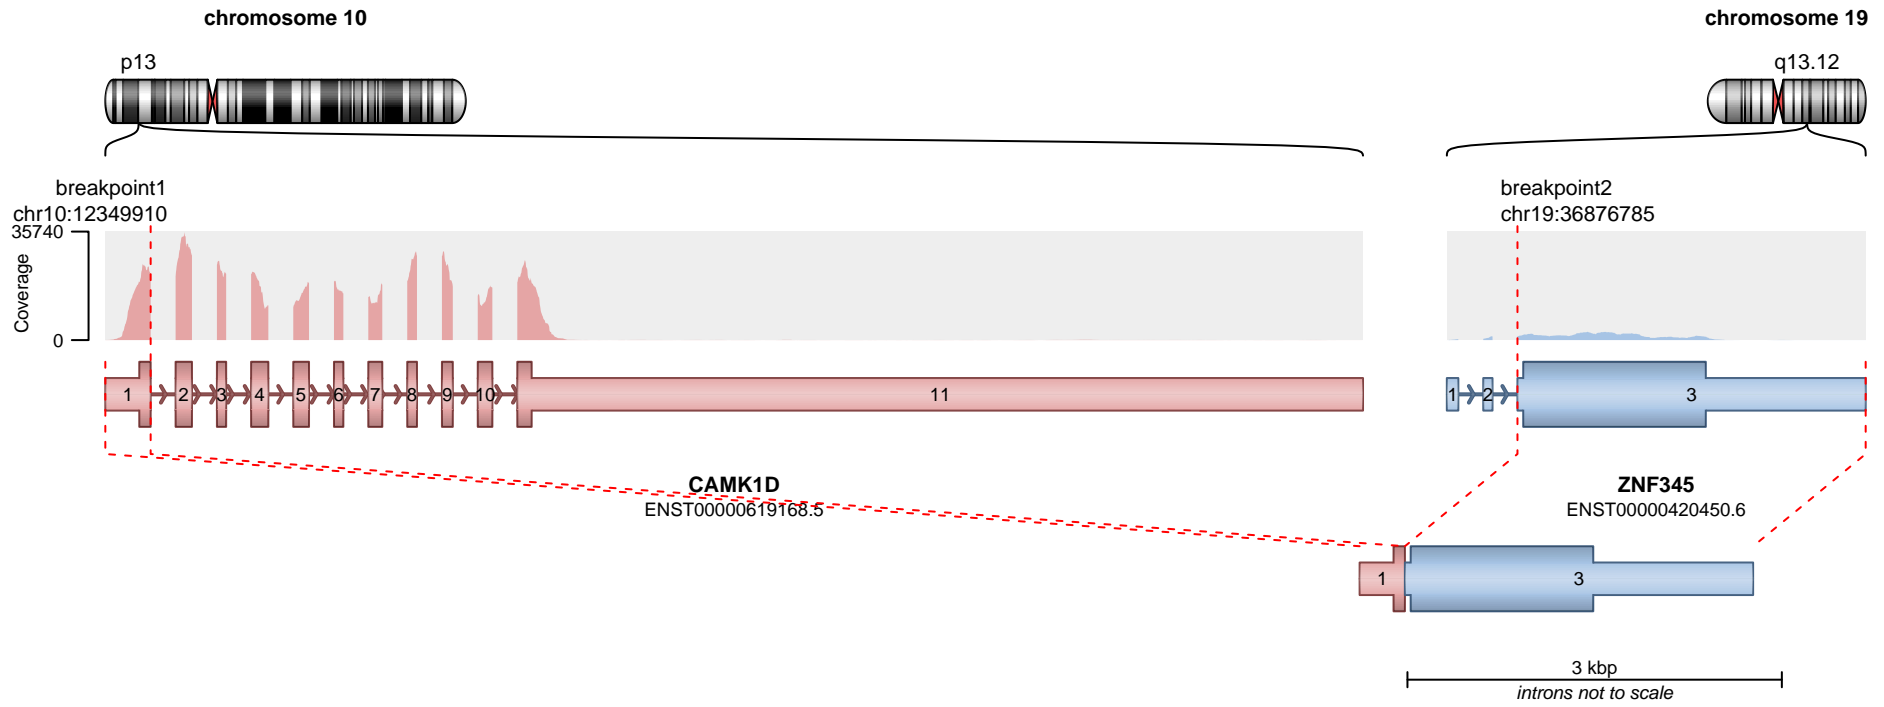 chromosome 10
chromosome 19
p13
q13.12
breakpoint1
chr10:12349910
breakpoint2
chr19:36876785
35740
Coverage
0
1 2 3 4 5 6 7 8 9 10 11
1 2 3
CAMK1D
ENST00000619168.5
ZNF345
ENST00000420450.6
1 3
3 kbp
introns not to scale